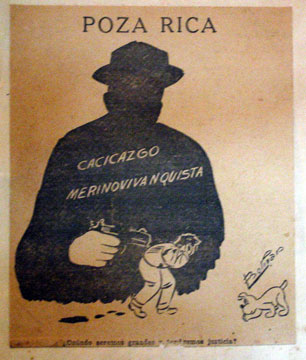 POZA RICA
CACICAZGO
MERINOVIVANQUISTA
¿Cuándo seremos grandes y tendremos justicia?